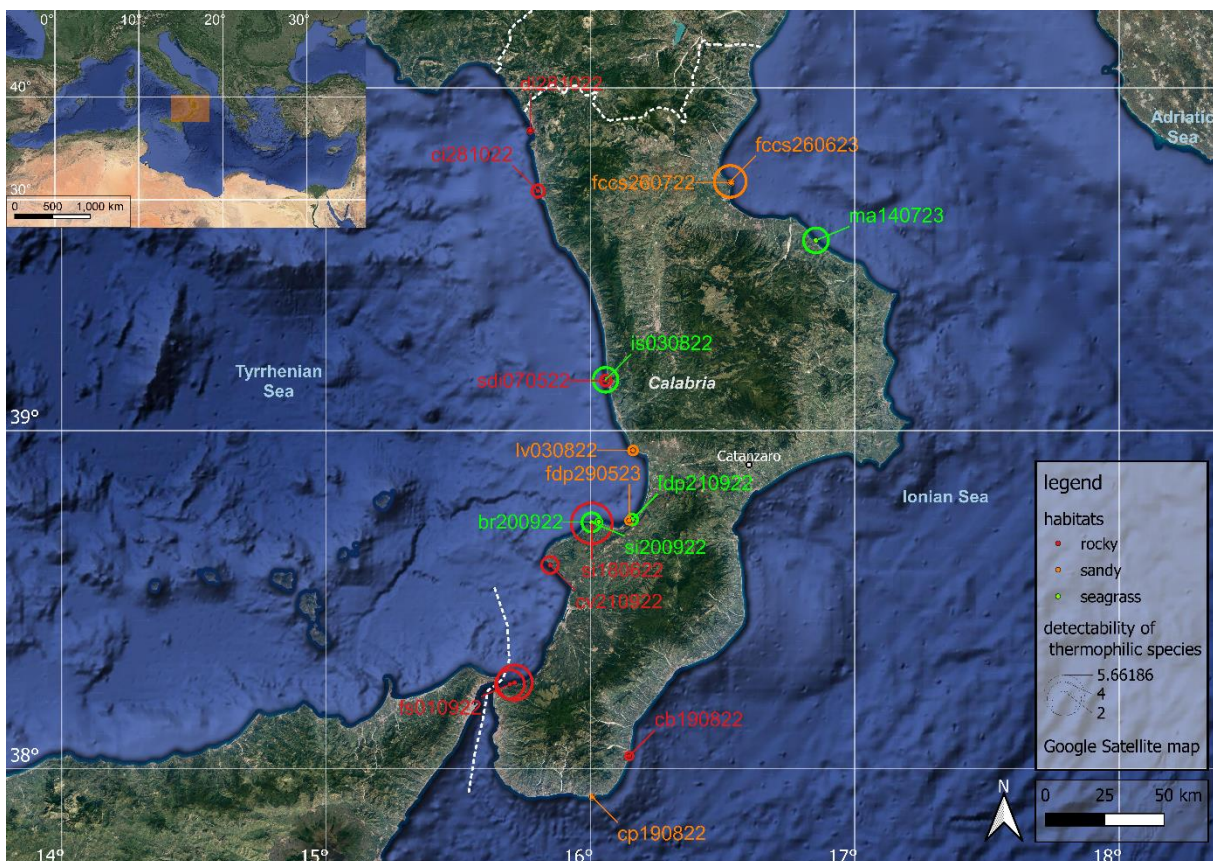 0° 10° 20° 30°
40°
30°
0 500 1,000 km
di281022
ct281022
fccs260623
fccs260722
ma140723
Adriatic
Sea
is030822
sdi070522
Calabria
Tyrrhenian
Sea
39°
lv030822
fdp290523
Catanzaro
fdp210922
br200922
si200922
si180622
cv210922
Ionian Sea
fs010922
cb190822
38°
cp190822
14° 15° 16° 17° 18°
legend
habitats
rocky
sandy
seagrass
detectability of
thermophilic species
5.66186
4
2
Google Satellite map
N
0 25 50 km